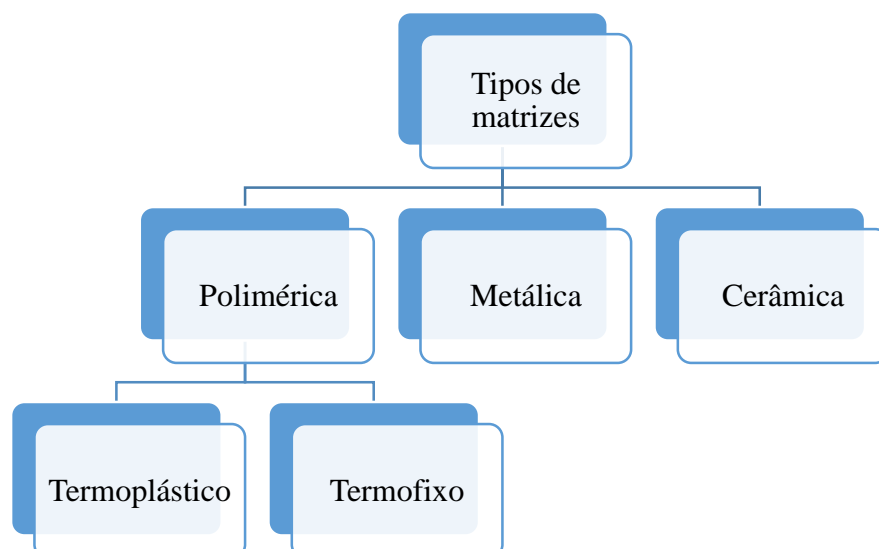 Tipos de
matrizes
Polimérica
Metálica
Cerâmica
Termoplástico
Termofixo